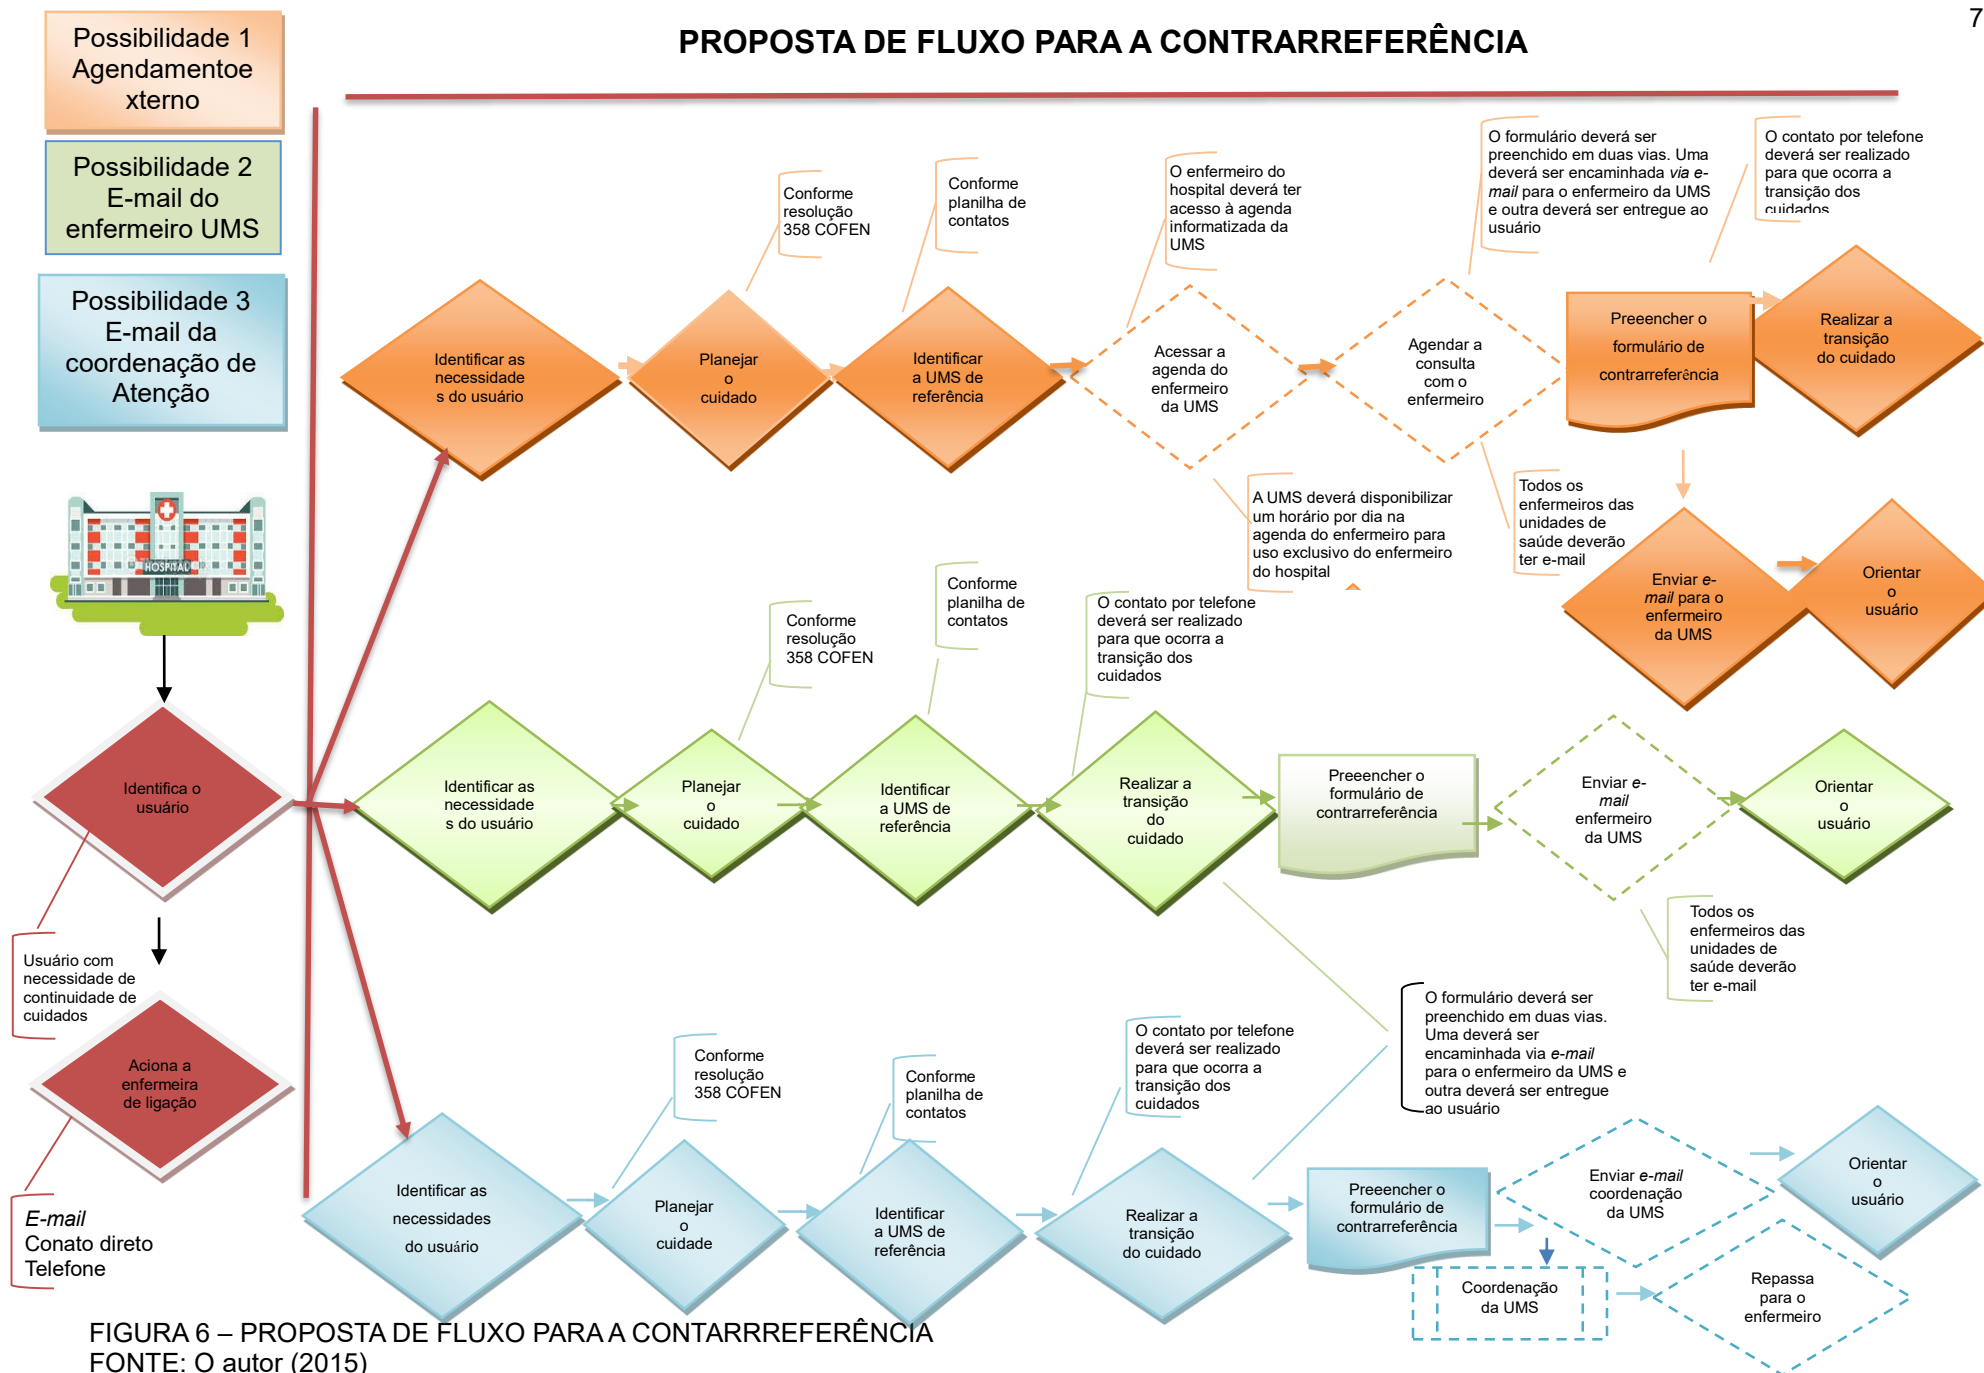 7
PROPOSTA DE FLUXO PARA A CONTRARREFERÊNCIA
Possibilidade 1
Agendamentoe
xterno
Possibilidade 2
E-mail do
enfermeiro UMS
Possibilidade 3
E-mail da
coordenação de
Atenção
HOSPITAL
Identifica o
usuário
Usuário com
necessidade de
continuidade de
cuidados
Aciona a
enfermeira
de ligação
E-mail
Conato direto
Telefone
Conforme
resolução
358 COFEN
Conforme
planilha de
contatos
O enfermeiro do
hospital deverá ter
acesso à agenda
informatizada da
UMS
O formulário deverá ser
preenchido em duas vias. Uma
deverá ser encaminhada via e-
mail para o enfermeiro da UMS
e outra deverá ser entregue ao
usuário
O contato por telefone
deverá ser realizado
para que ocorra a
transição dos
cuidados
Identificar as
necessidade
s do usuário
Planejar
o
cuidado
Identificar
a UMS de
referência
Acessar a
agenda do
enfermeiro
da UMS
Agendar a
consulta
com o
enfermeiro
Preeencher o
formulário de
contrarreferência
Realizar a
transição
do cuidado
A UMS deverá disponibilizar
um horário por dia na
agenda do enfermeiro para
uso exclusivo do enfermeiro
do hospital
Todos os
enfermeiros das
unidades de
saúde deverão
ter e-mail
Enviar e-
mail para o
enfermeiro
da UMS
Orientar
o
usuário
Conforme
resolução
358 COFEN
Conforme
planilha de
contatos
O contato por telefone
deverá ser realizado
para que ocorra a
transição dos
cuidados
Identificar as
necessidade
s do usuário
Planejar
o
cuidado
Identificar
a UMS de
referência
Realizar a
transição
do
cuidado
Preeencher o
formulário de
contrarreferência
Enviar e-
mail
enfermeiro
da UMS
Orientar
o
usuário
Todos os
enfermeiros das
unidades de
saúde deverão
ter e-mail
O formulário deverá ser
preenchido em duas vias.
Uma deverá ser
encaminhada via e-mail
para o enfermeiro da UMS e
outra deverá ser entregue
ao usuário
Conforme
resolução
358 COFEN
Conforme
planilha de
contatos
O contato por telefone
deverá ser realizado
para que ocorra a
transição dos
cuidados
Identificar as
necessidades
do usuário
Planejar
o
cuidade
Identificar
a UMS de
referência
Realizar a
transição
do cuidado
Preeencher o
formulário de
contrarreferência
Enviar e-mail
coordenação
da UMS
Orientar
o
usuário
Coordenação
da UMS
Repassa
para o
enfermeiro
FIGURA 6 – PROPOSTA DE FLUXO PARA A CONTARRREFERÊNCIA
FONTE: O autor (2015)